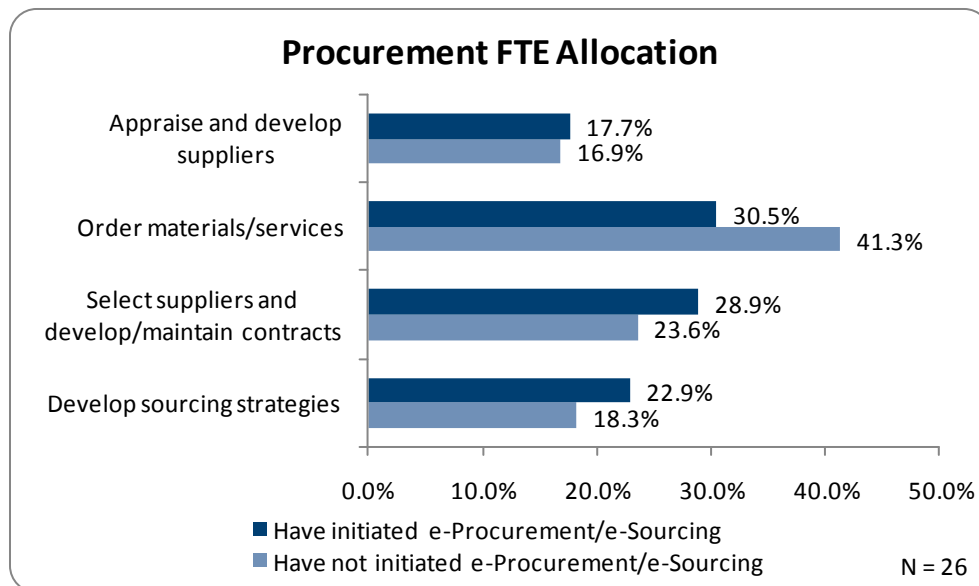 Procurement FTE Allocation
Appraise and develop
suppliers
17.7%
16.9%
Order materials/services
30.5%
41.3%
Select suppliers and
develop/maintain contracts
28.9%
23.6%
Develop sourcing strategies
22.9%
18.3%
0.0% 10.0% 20.0% 30.0% 40.0% 50.0%
Have initiated e-Procurement/e-Sourcing
Have not initiated e-Procurement/e-Sourcing
N = 26